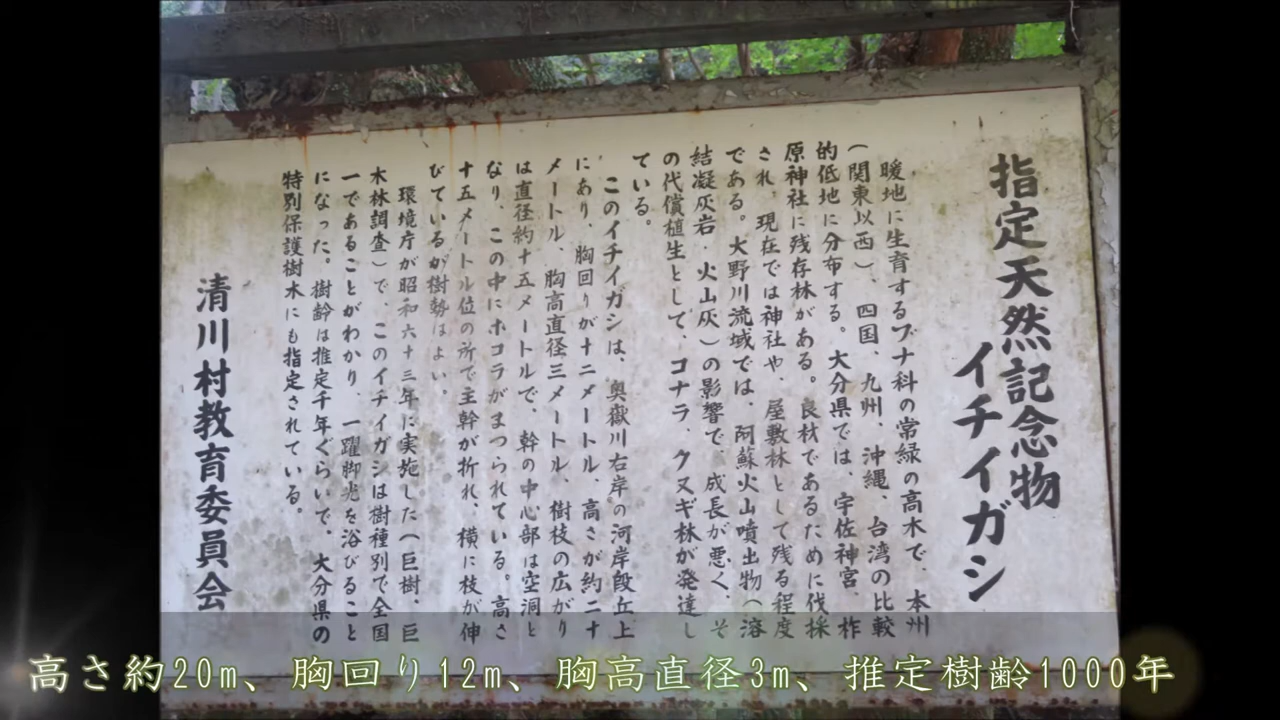 指定天然記念物
イチイガシ
暖地に生育するブナ科の常緑の高木で、本州
(関東以西)、四国、九州、沖縄、台湾の比較
的低地に分布する。大分県では、宇佐神宮、柞
原神社に残存林がある。良材であるために伐採
され、現在では神社や、屋敷林として残る程度
である。大野川流域では、阿蘇火山噴出物(溶
結凝灰岩・火山灰)の影響で、成長が悪く、そ
の代償植生として、コナラ、クヌギ林が発達し
ている。
このイチイガシは、奥嶽川右岸の河岸段丘上
にあり、胸回りが十二メートル、高さが約二十
メートル、胸高直径三メートル、樹枝の広がり
は直径約十五メートルで、幹の中心部は空洞と
なり、この中にホコラがまつられている。高さ
十五メートル位の所で主幹が折れ、横に枝が伸
びているが樹勢はよい。
環境庁が昭和六十三年に実施した(巨樹、巨
木林調査)で、このイチイガシは樹種別で全国
一であることがわかり、一躍脚光を浴びること
になった。樹齢は推定千年ぐらいで、大分県の
特別保護樹木にも指定されている。
清川村教育委員会
高さ約20m、胸回り12m、胸高直径3m、推定樹齢1000年